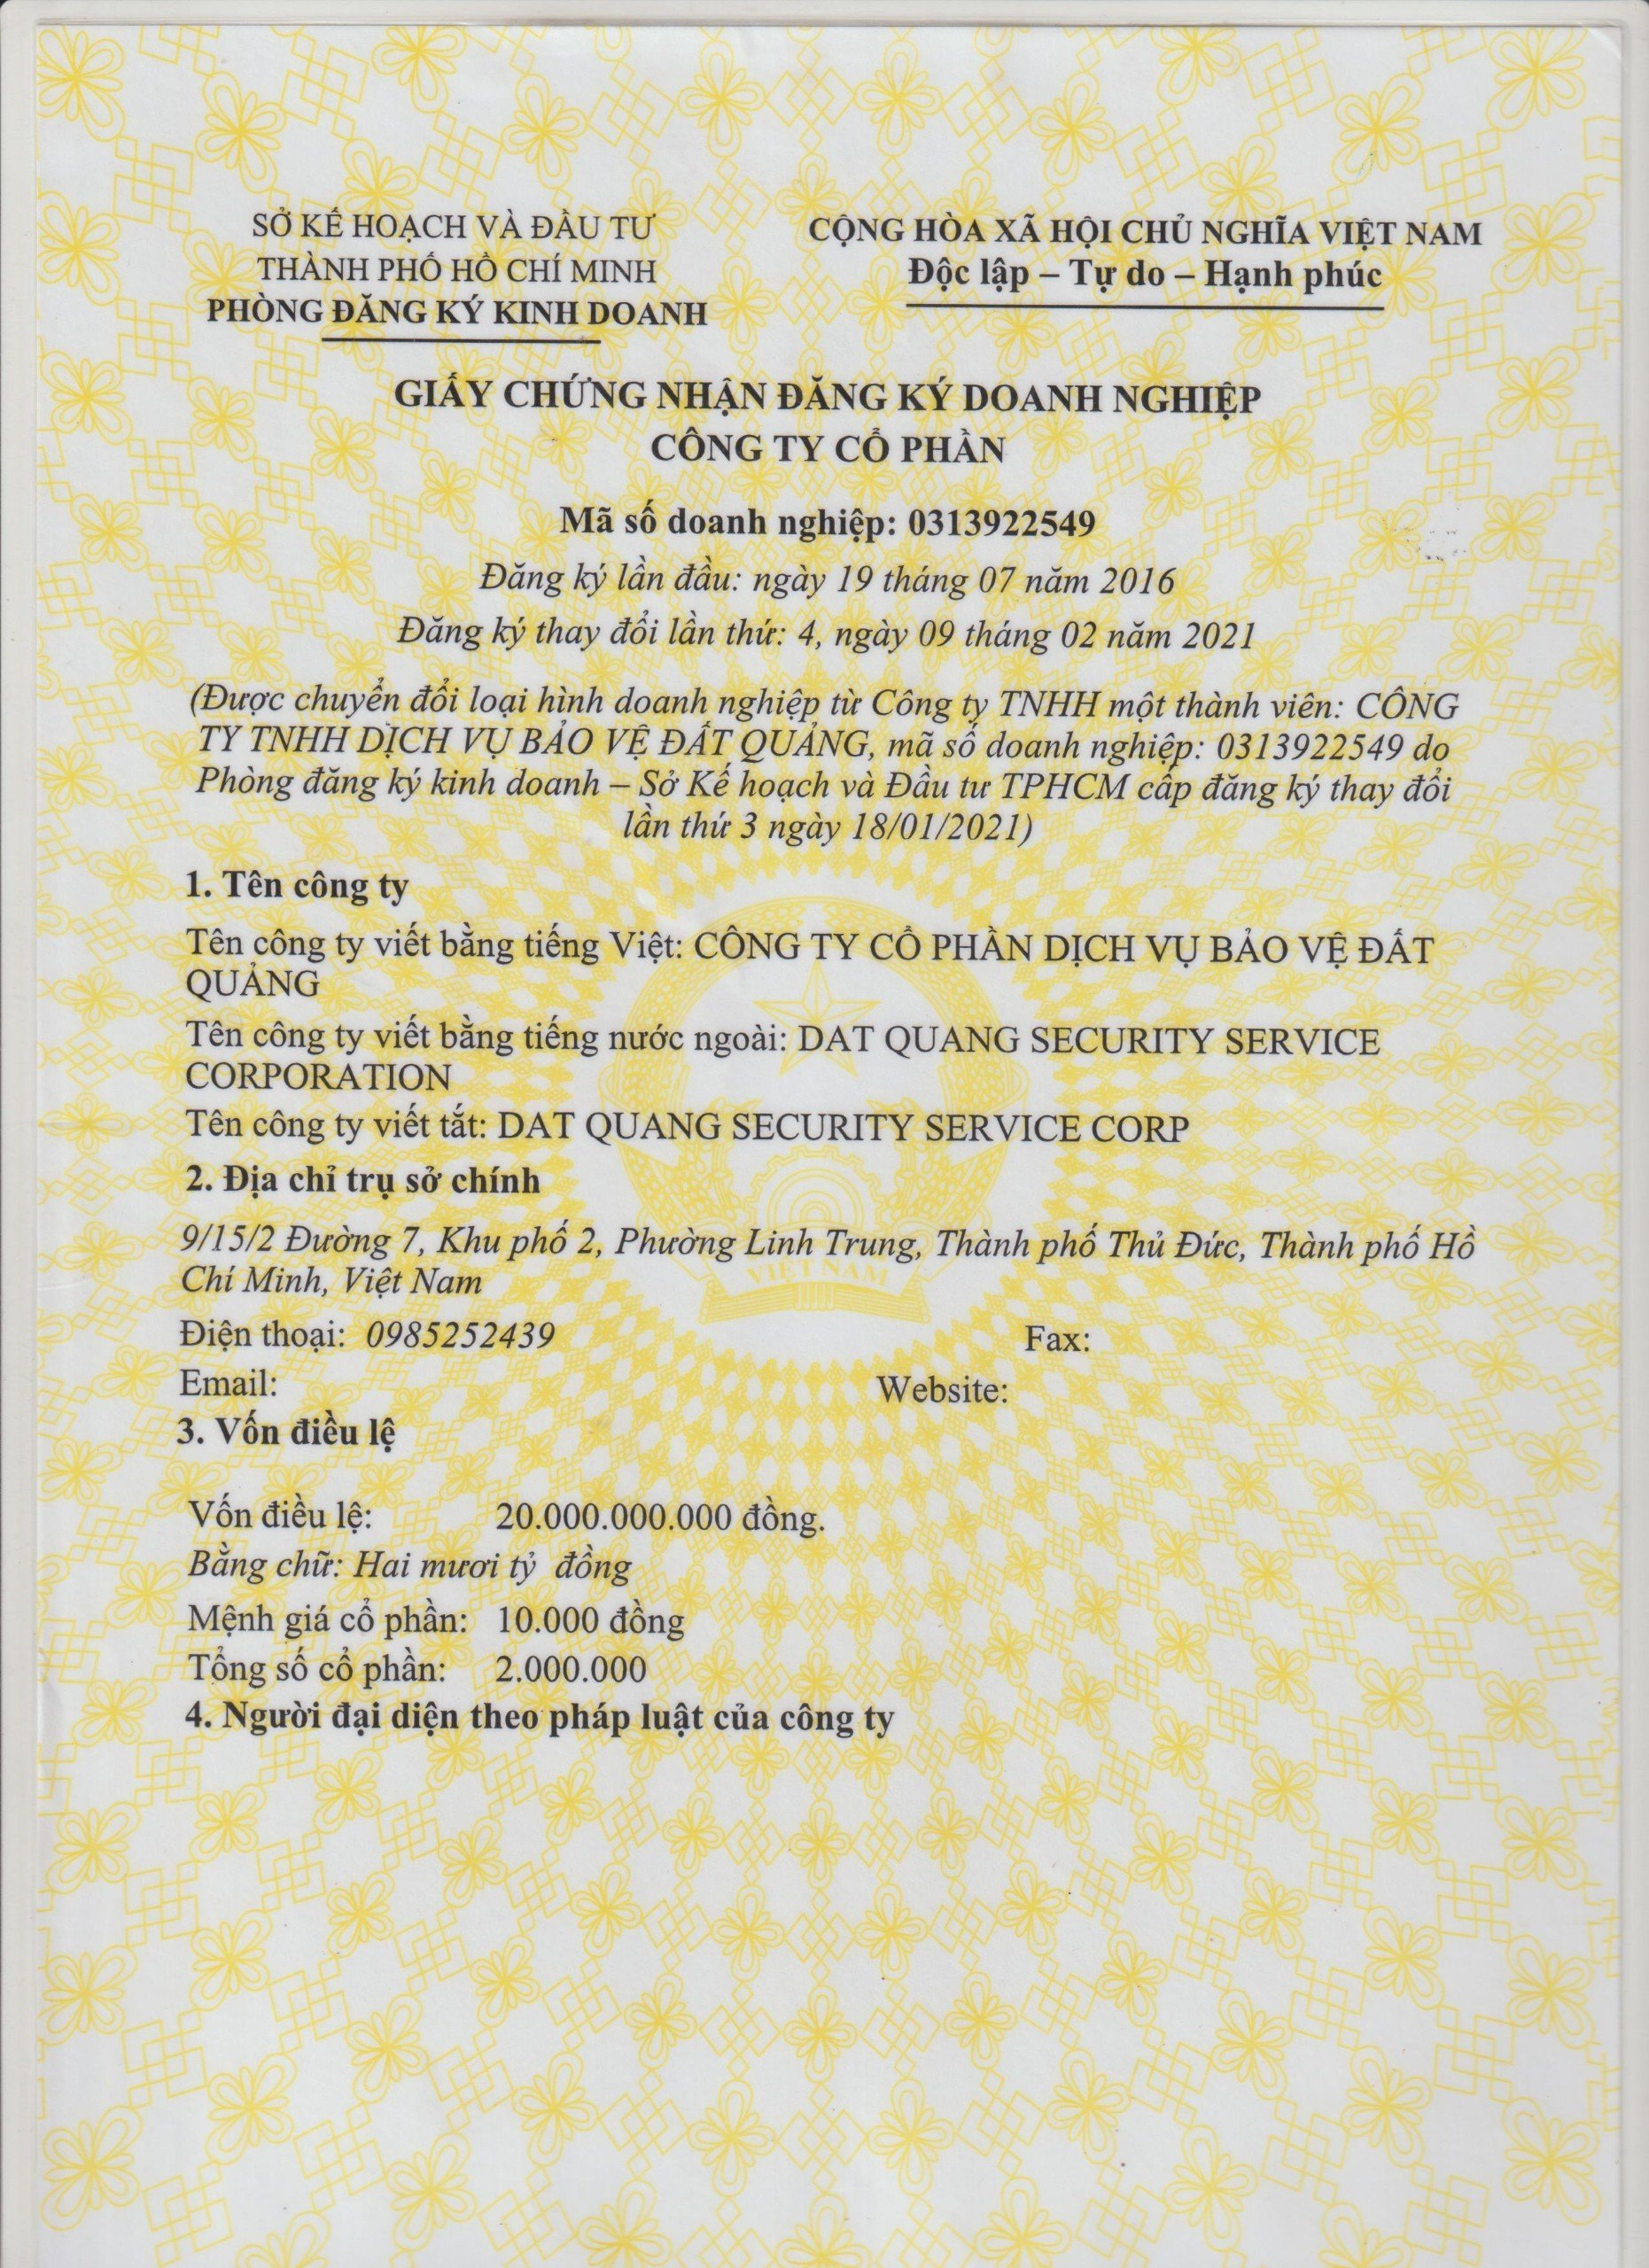 SỞ KẾ HOẠCH VÀ ĐẦU TƯ
THÀNH PHỐ HỒ CHÍ MINH
PHÒNG ĐĂNG KÝ KINH DOANH
CỘNG HÒA XÃ HỘI CHỦ NGHĨA VIỆT NAM
Độc lập – Tự do – Hạnh phúc
GIẤY CHỨNG NHẬN ĐĂNG KÝ DOANH NGHIỆP
CÔNG TY CỔ PHẦN
Mã số doanh nghiệp: 0313922549
Đăng ký lần đầu: ngày 19 tháng 07 năm 2016
Đăng ký thay đổi lần thứ: 4, ngày 09 tháng 02 năm 2021
(Được chuyển đổi loại hình doanh nghiệp từ Công ty TNHH một thành viên: CÔNG
TY TNHH DỊCH VỤ BẢO VỆ ĐẤT QUẢNG, mã số doanh nghiệp: 0313922549 do
Phòng đăng ký kinh doanh – Sở Kế hoạch và Đầu tư TPHCM cấp đăng ký thay đổi
lần thứ 3 ngày 18/01/2021)
1. Tên công ty
Tên công ty viết bằng tiếng Việt: CÔNG TY CỔ PHẦN DỊCH VỤ BẢO VỆ ĐẤT
QUẢNG
Tên công ty viết bằng tiếng nước ngoài: DAT QUANG SECURITY SERVICE
CORPORATION
Tên công ty viết tắt: DAT QUANG SECURITY SERVICE CORP
2. Địa chỉ trụ sở chính
9/15/2 Đường 7, Khu phố 2, Phường Linh Trung, Thành phố Thủ Đức, Thành phố Hồ
Chí Minh, Việt Nam
VIỆT NAM
Điện thoại: 0985252439 Fax:
Email: Website:
3. Vốn điều lệ
Vốn điều lệ: 20.000.000.000 đồng.
Bằng chữ: Hai mươi tỷ đồng
Mệnh giá cổ phần: 10.000 đồng
Tổng số cổ phần: 2.000.000
4. Người đại diện theo pháp luật của công ty